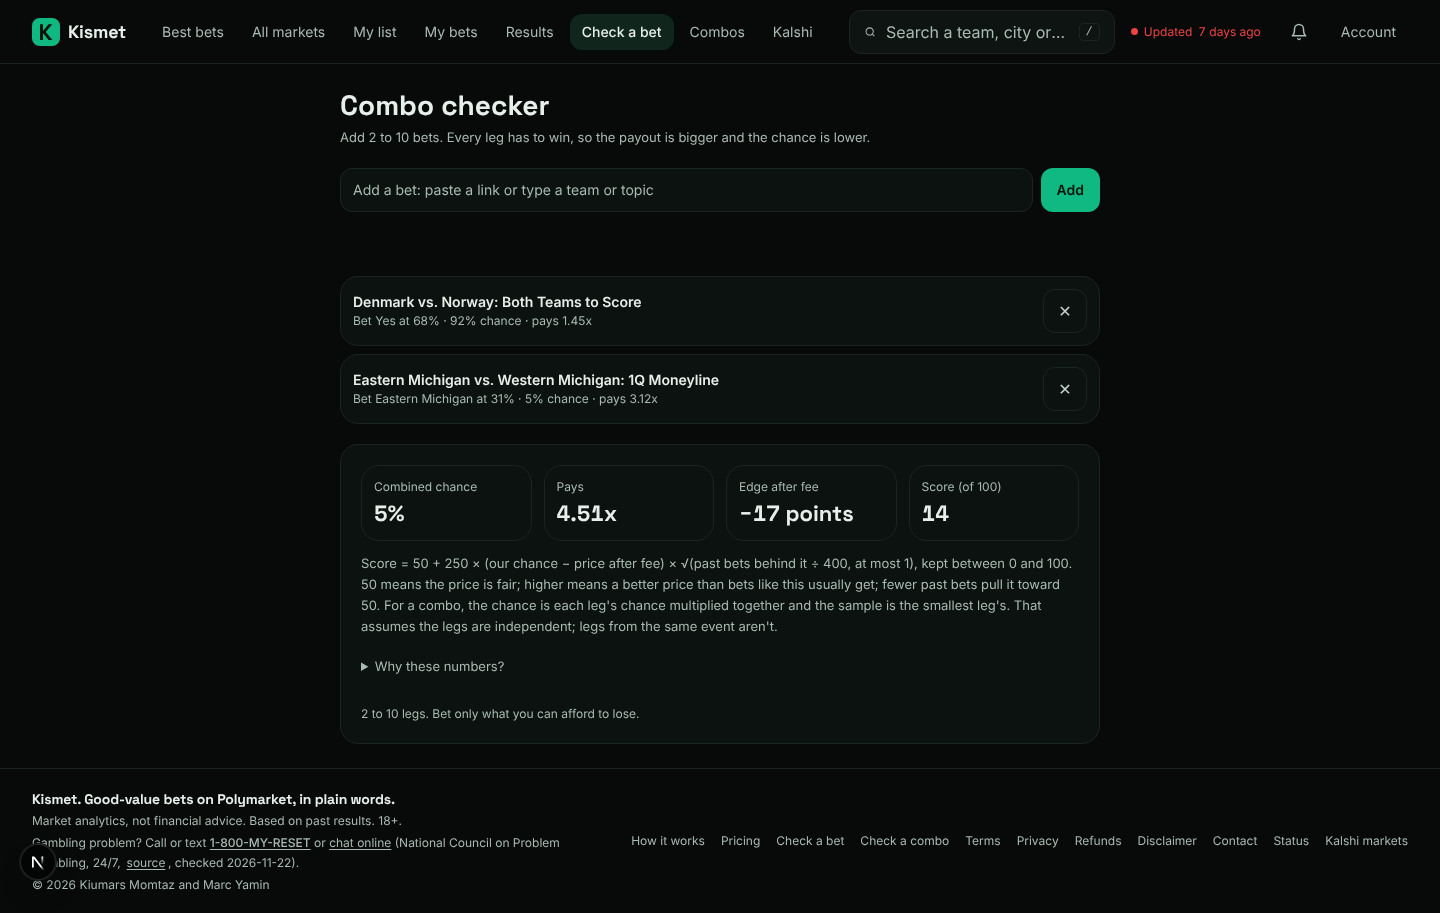 Kismet
Best bets
All markets
My list
My bets
Results
Check a bet
Combos
Kalshi
Search a team, city or...
/
Updated 7 days ago
Account
Combo checker
Add 2 to 10 bets. Every leg has to win, so the payout is bigger and the chance is lower.
Add a bet: paste a link or type a team or topic
Add
Denmark vs. Norway: Both Teams to Score
Bet Yes at 68% · 92% chance · pays 1.45x
Eastern Michigan vs. Western Michigan: 1Q Moneyline
Bet Eastern Michigan at 31% · 5% chance · pays 3.12x
Combined chance
5%
Pays
4.51x
Edge after fee
−17 points
Score (of 100)
14
Score = 50 + 250 × (our chance − price after fee) × √(past bets behind it ÷ 400, at most 1), kept between 0 and 100.
50 means the price is fair; higher means a better price than bets like this usually get; fewer past bets pull it toward
50. For a combo, the chance is each leg's chance multiplied together and the sample is the smallest leg's. That
assumes the legs are independent; legs from the same event aren't.
Why these numbers?
2 to 10 legs. Bet only what you can afford to lose.
Kismet. Good-value bets on Polymarket, in plain words.
Market analytics, not financial advice. Based on past results. 18+.
Gambling problem? Call or text 1-800-MY-RESET or chat online (National Council on Problem
bling, 24/7, source , checked 2026-11-22).
© 2026 Kiumars Momtaz and Marc Yamin
How it works
Pricing
Check a bet
Check a combo
Terms
Privacy
Refunds
Disclaimer
Contact
Status
Kalshi markets